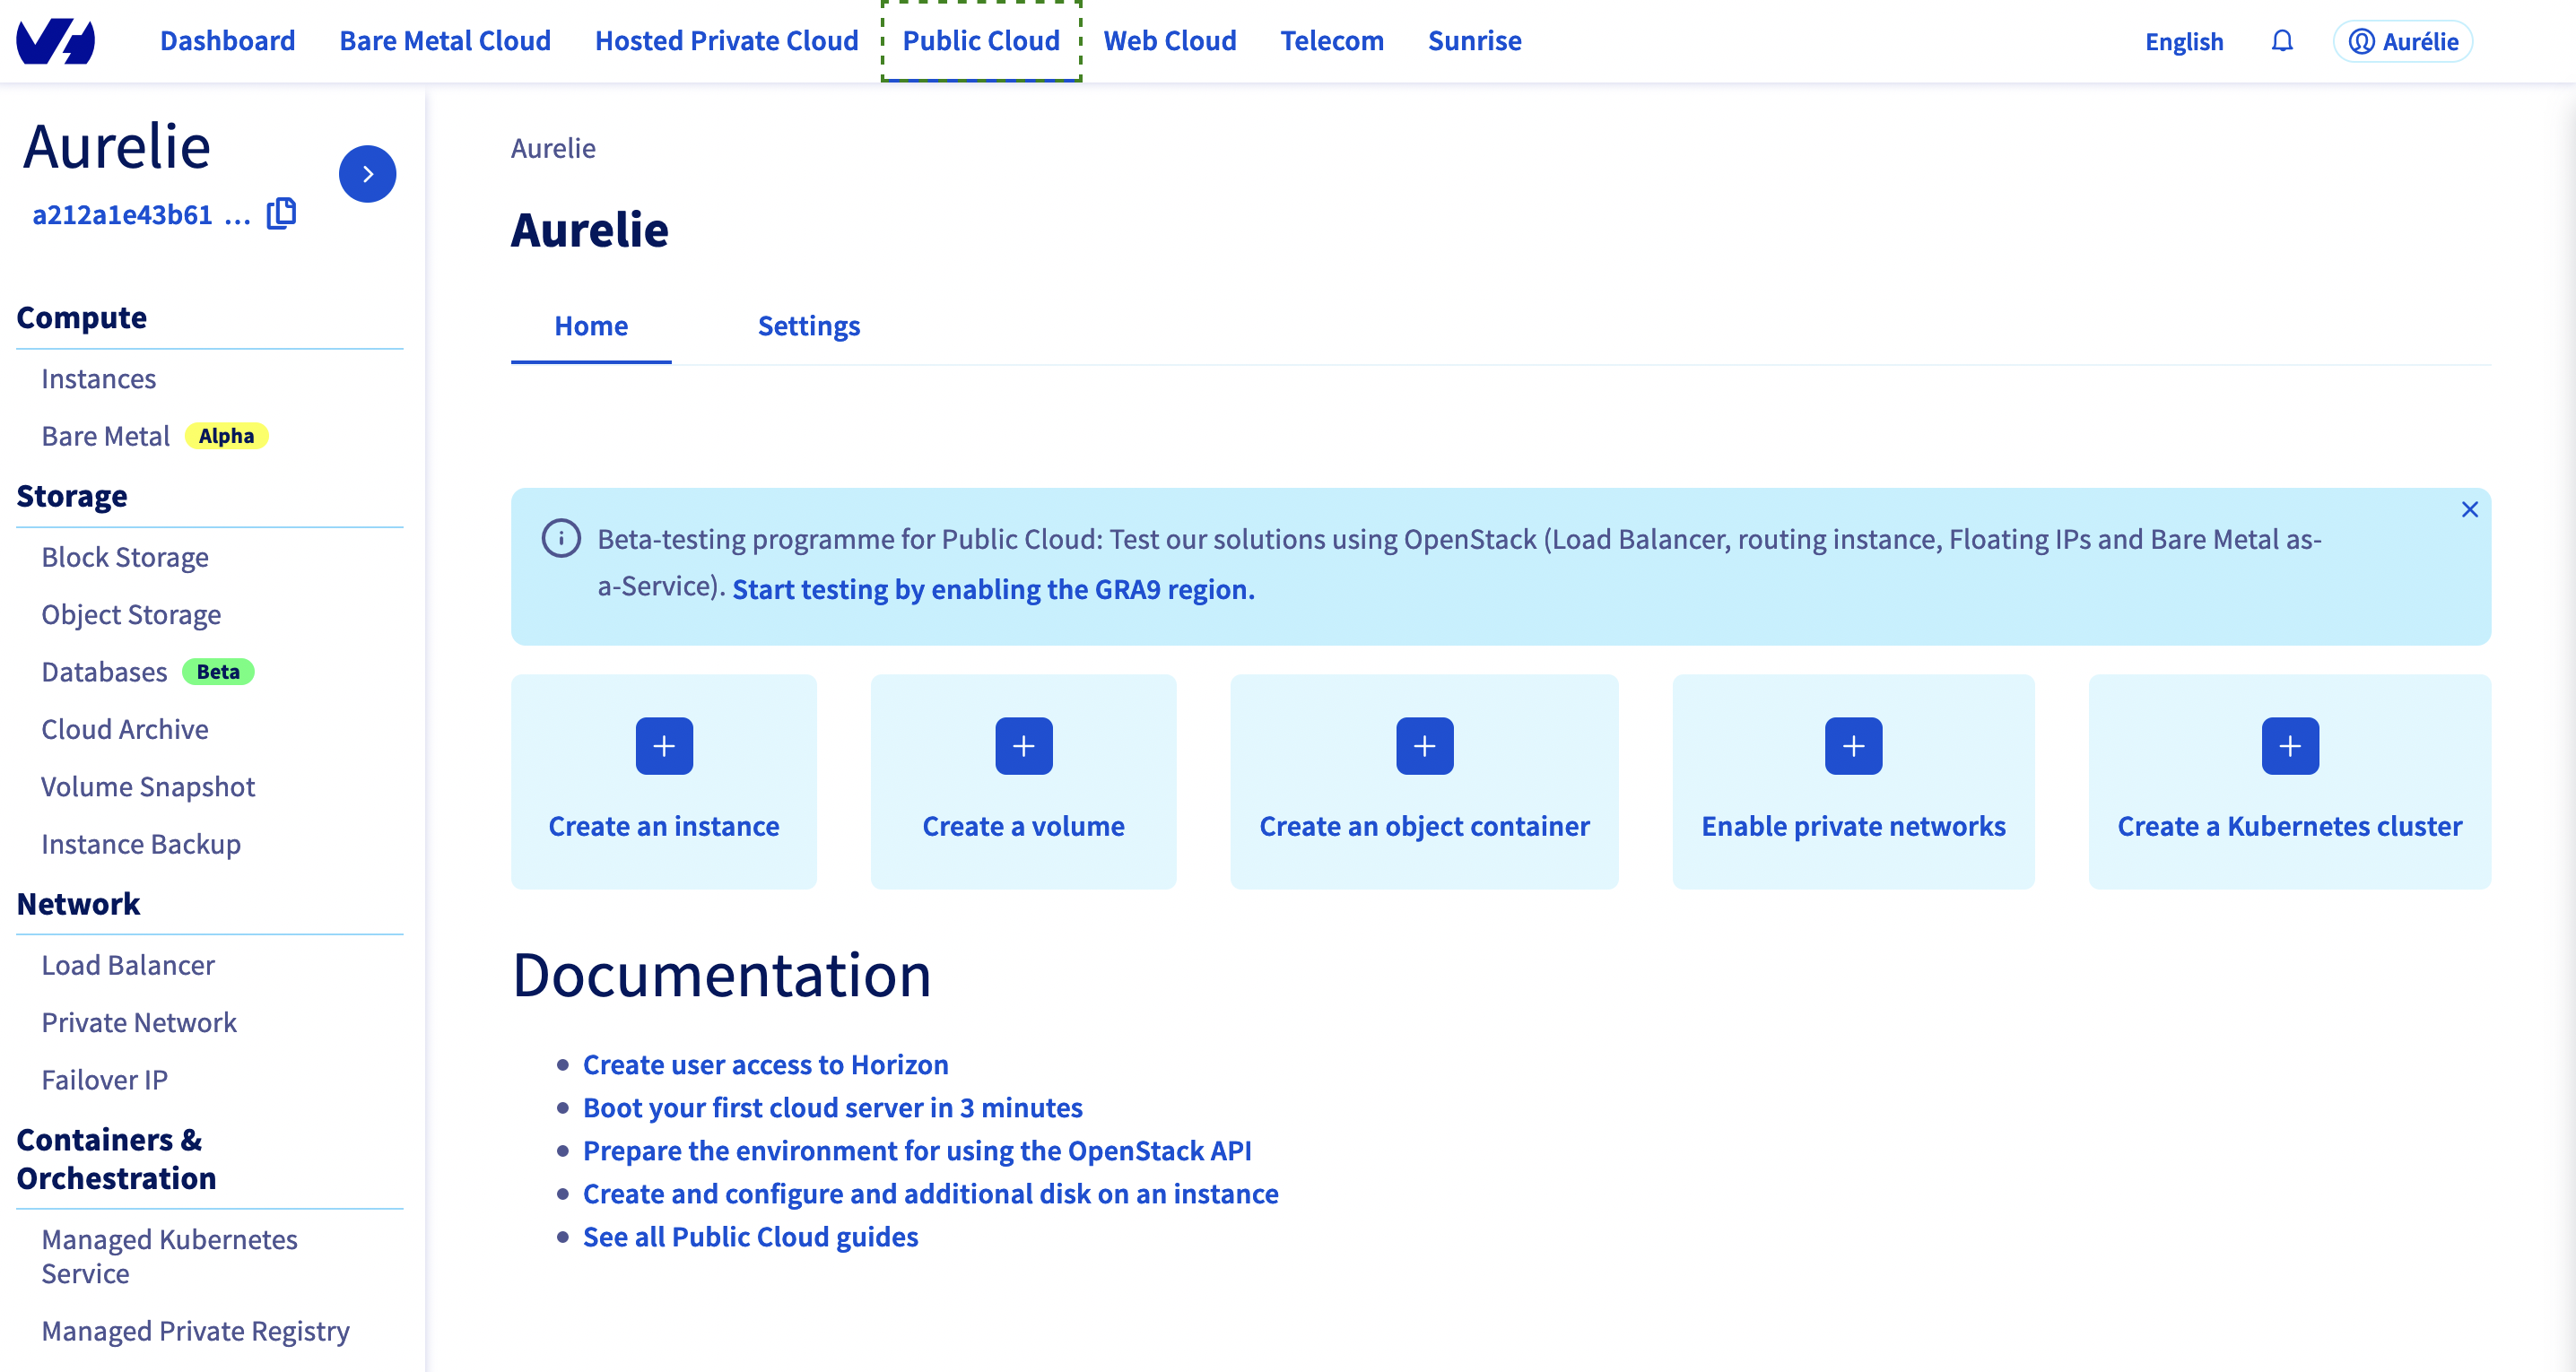 Dashboard Bare Metal Cloud Hosted Private Cloud Public Cloud Web Cloud Telecom Sunrise English Aurélie
Aurelie
a212a1e43b61 ...
Compute
Instances
Bare Metal Alpha
Storage
Block Storage
Object Storage
Databases Beta
Cloud Archive
Volume Snapshot
Instance Backup
Network
Load Balancer
Private Network
Failover IP
Containers &
Orchestration
Managed Kubernetes
Service
Managed Private Registry
Aurelie
Aurelie
Home Settings
Beta-testing programme for Public Cloud: Test our solutions using OpenStack (Load Balancer, routing instance, Floating IPs and Bare Metal as-
a-Service). Start testing by enabling the GRA9 region.
Create an instance Create a volume Create an object container Enable private networks Create a Kubernetes cluster
Documentation
Create user access to Horizon
Boot your first cloud server in 3 minutes
Prepare the environment for using the OpenStack API
Create and configure and additional disk on an instance
See all Public Cloud guides